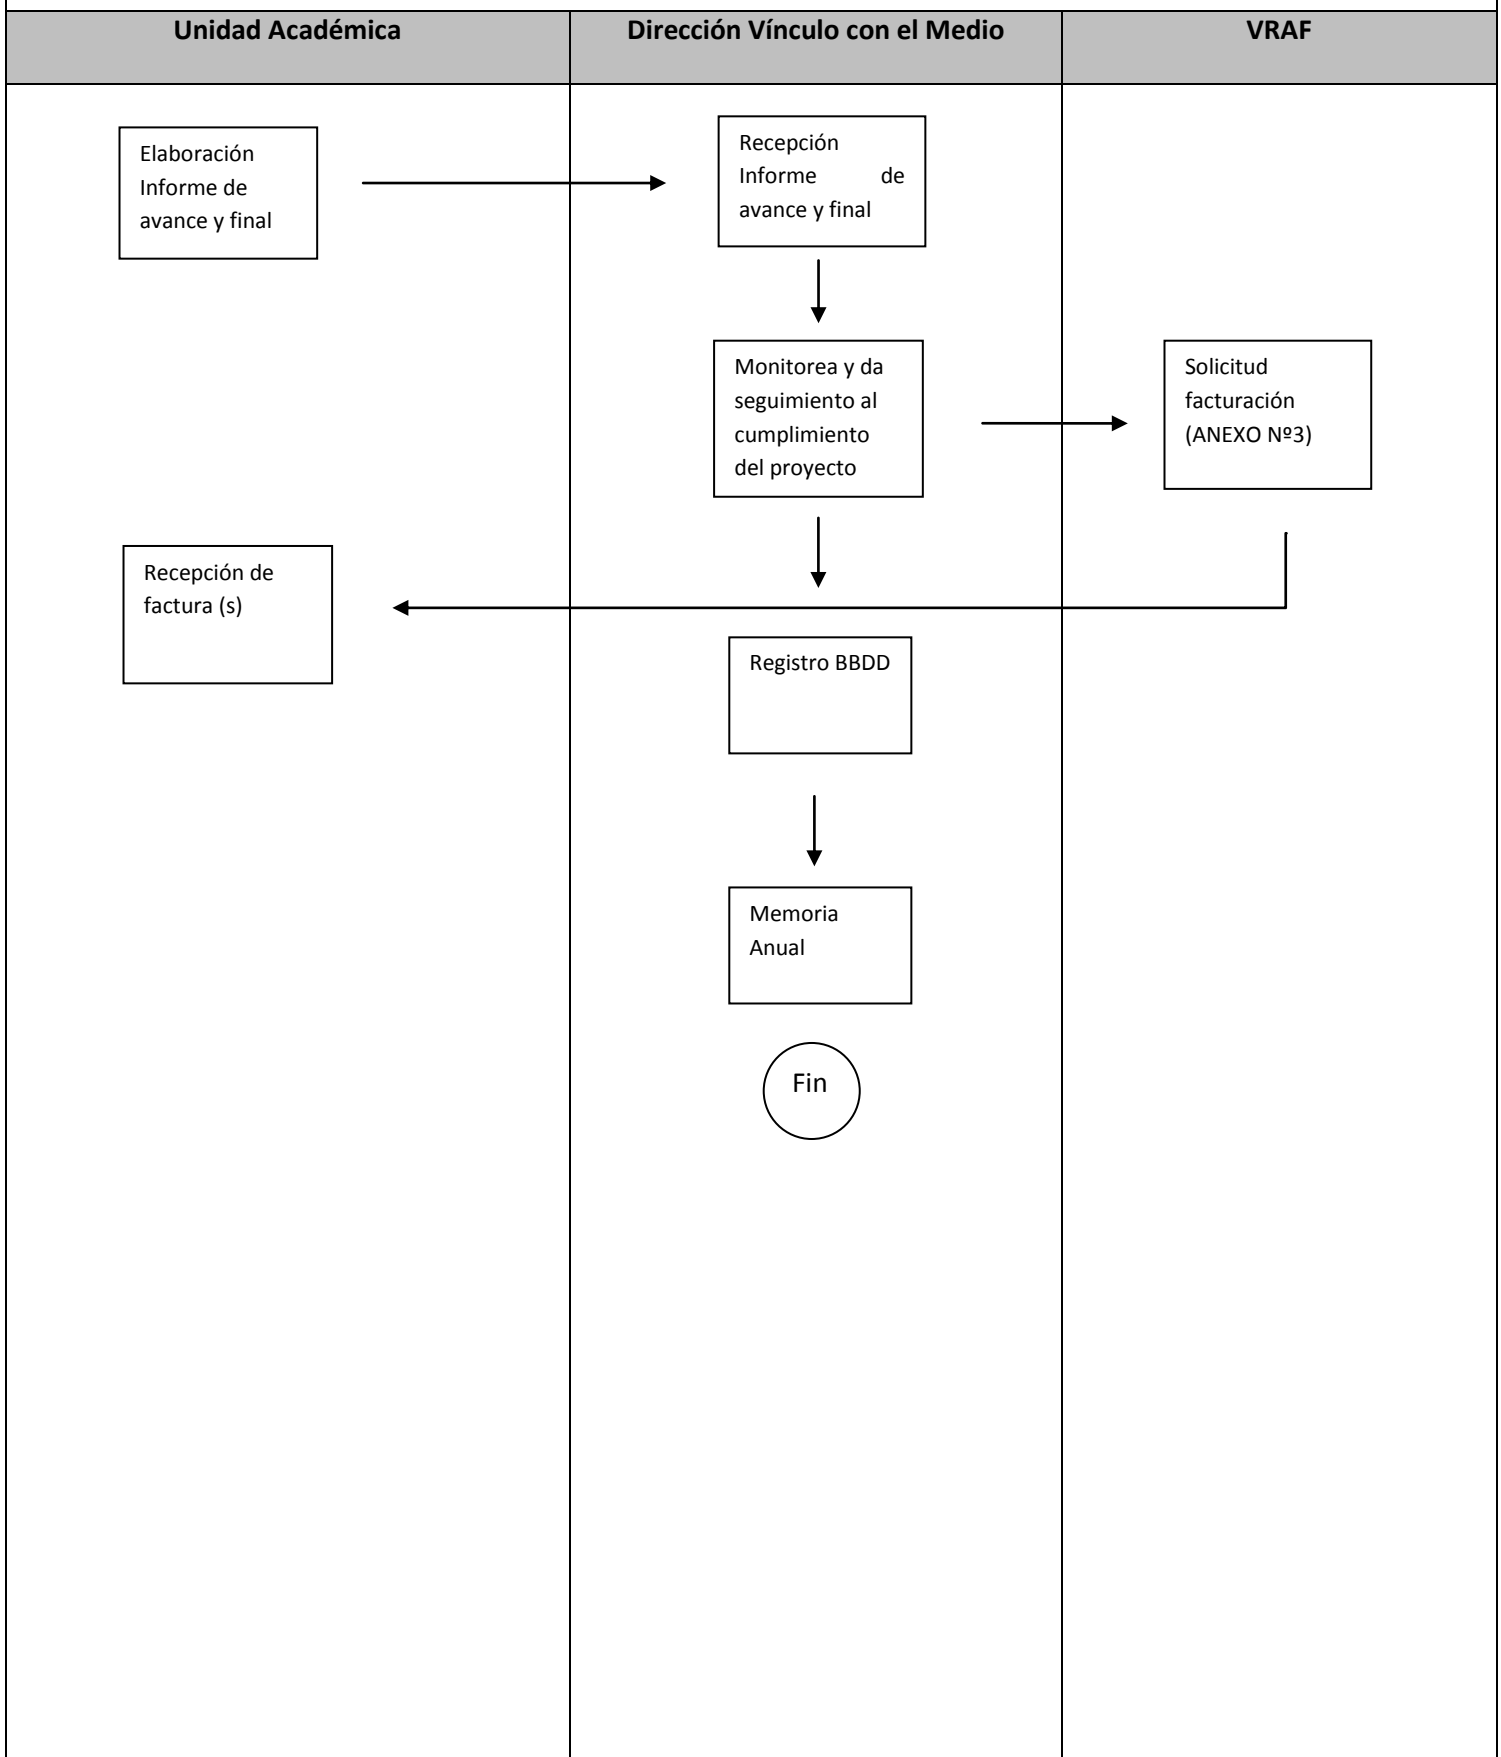 Unidad Académica
Dirección Vínculo con el Medio
VRAF
Elaboración
Informe de
avance y final
Recepción
Informe de
avance y final
Monitorea y da
seguimiento al
cumplimiento
del proyecto
Solicitud
facturación
(ANEXO Nº3)
Recepción de
factura (s)
Registro BBDD
Memoria
Anual
Fin